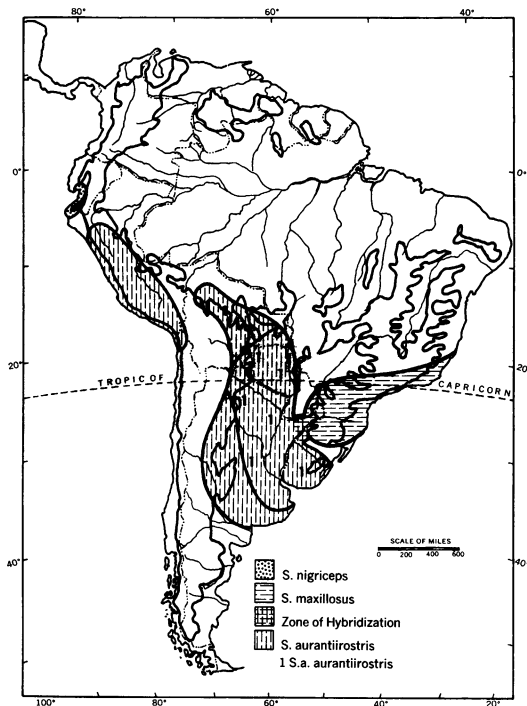 80° 60° 40°
0° 0°
20° 20
TROPIC OF CAPRICORN
SCALE OF MILES
0 200 400 600
40° 40°
S. nigriceps
S. maxillosus
Zone of Hybridization
S. aurantiirostris
1 S.a. aurantiirostris
100° 80° 60° 40° 20°